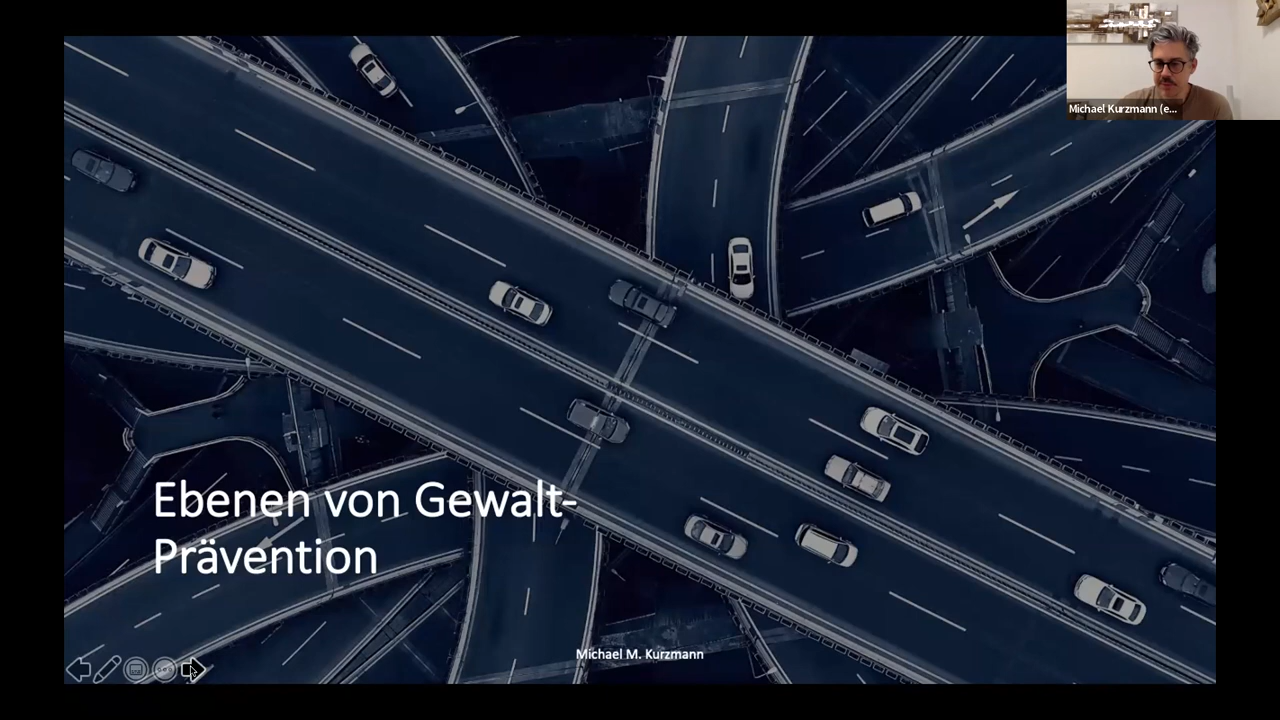 Michael Kurzmann (e...
Ebenen von Gewalt-
Prävention
Michael M. Kurzmann